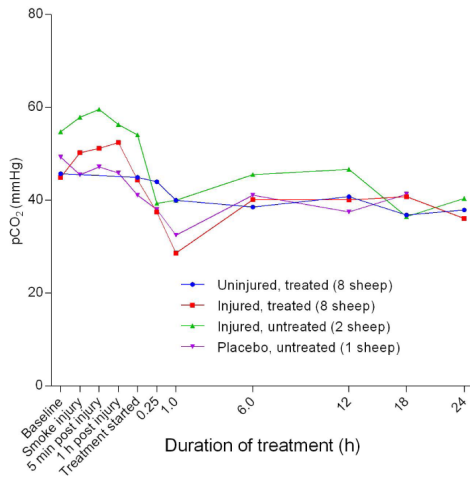 80
60
40
20
0
pCO₂ (mmHg)
Uninjured, treated (8 sheep)
Injured, treated (8 sheep)
Injured, untreated (2 sheep)
Placebo, untreated (1 sheep)
Baseline
Smoke injury
5 min post injury
1 h post injury
Treatment started
0.25
1.0
6.0
12
18
24
Duration of treatment (h)